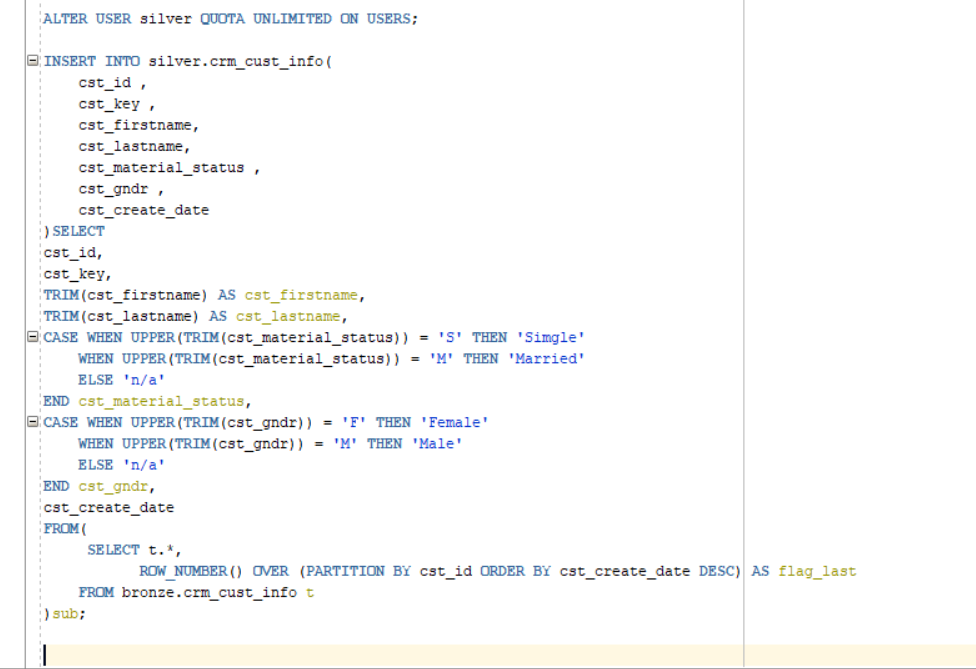 ALTER USER silver QUOTA UNLIMITED ON USERS;
INSERT INTO silver.crm_cust_info(
cst_id ,
cst_key ,
cst_firstname,
cst_lastname,
cst_material_status ,
cst_gndr ,
cst_create_date
)SELECT
cst_id,
cst_key,
TRIM(cst_firstname) AS cst_firstname,
TRIM(cst_lastname) AS cst_lastname,
CASE WHEN UPPER(TRIM(cst_material_status)) = 'S' THEN 'Simgle'
WHEN UPPER(TRIM(cst_material_status)) = 'M' THEN 'Married'
ELSE 'n/a'
END cst_material_status,
CASE WHEN UPPER(TRIM(cst_gndr)) = 'F' THEN 'Female'
WHEN UPPER(TRIM(cst_gndr)) = 'M' THEN 'Male'
ELSE 'n/a'
END cst_gndr,
cst_create_date
FROM(
SELECT t.*,
ROW_NUMBER() OVER (PARTITION BY cst_id ORDER BY cst_create_date DESC) AS flag_last
FROM bronze.crm_cust_info t
)sub;